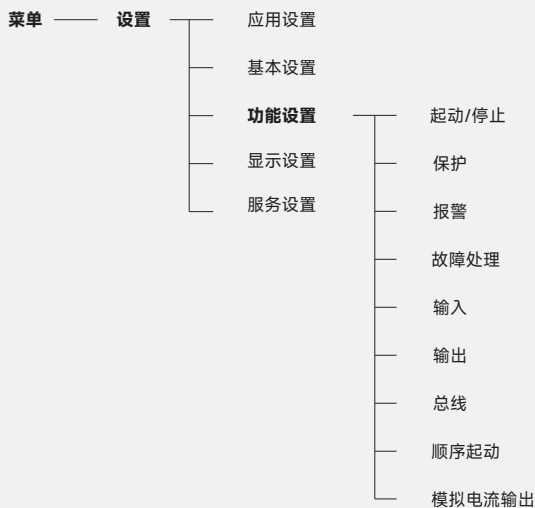 菜单 设置 应用设置
基本设置
功能设置 起动/停止
显示设置 保护
服务设置 报警
故障处理
输入
输出
总线
顺序起动
模拟电流输出